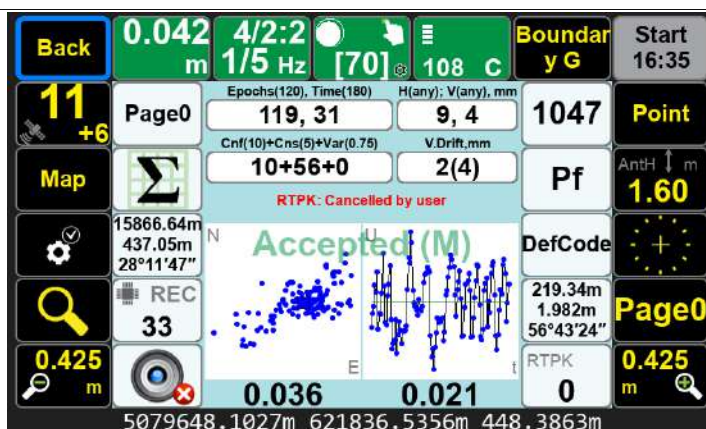 Back
0.042
m
4/2:2
1/5 Hz
[70]
108 C
Boundar
y G
Start
16:35
11
+6
Page0
Epochs(120), Time(180)
119, 31
H(any); V(any), mm
9, 4
1047
Point
Cnf(10)+Cns(5)+Var(0.75)
10+56+0
V.Drift,mm
2(4)
Map
Σ
RTPK: Cancelled by user
Pf
AntH m
1.60
15866.64m
437.05m
28°11'47"
N
Accepted (M)
U
DefCode
REC
33
219.34m
1.982m
56°43'24"
Page0
E
t
0.425
m
0.036
0.021
RTPK
0
0.425
m
5079648.1027m 621836.5356m 448.3863m